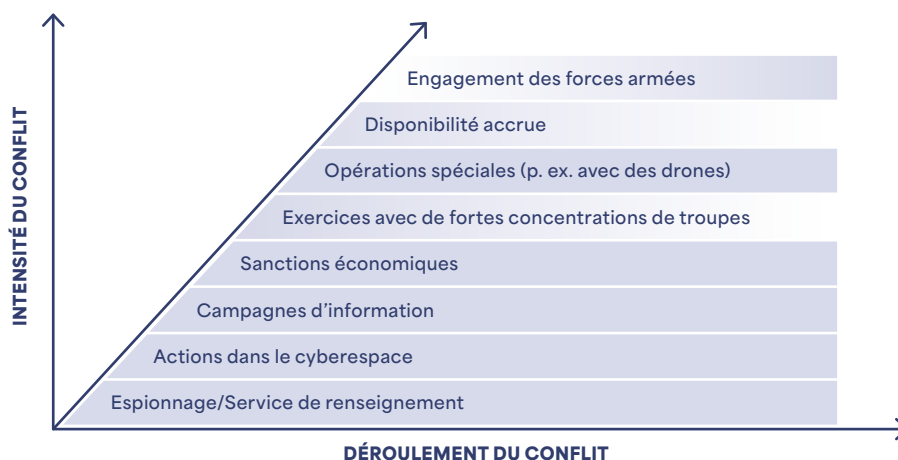 INTENSITÉ DU CONFLIT
Engagement des forces armées
Disponibilité accrue
Opérations spéciales (p. ex. avec des drones)
Exercices avec de fortes concentrations de troupes
Sanctions économiques
Campagnes d’information
Actions dans le cyberespace
Espionnage/Service de renseignement
DÉROULEMENT DU CONFLIT